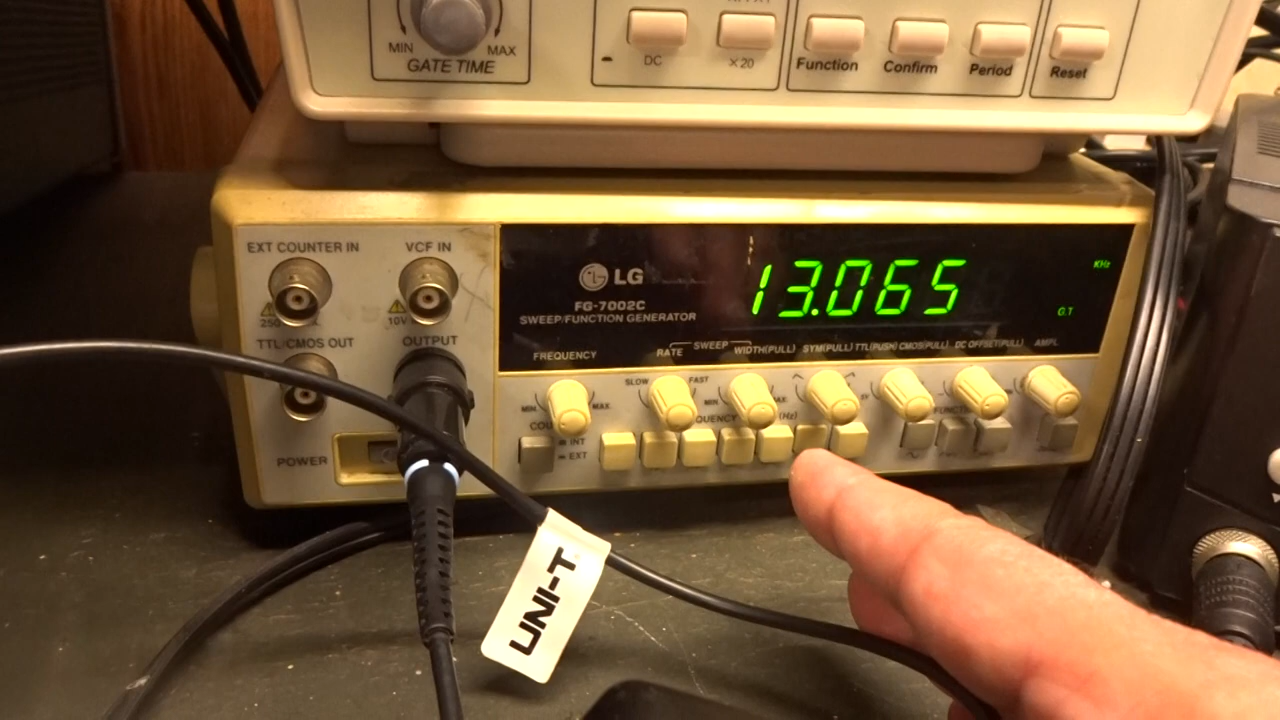 MIN MAX
GATE TIME
DC
×20
Function Confirm Period Reset
EXT COUNTER IN VCF IN
LG
13.065
KHz
G.T
FG-7002C
SWEEP/FUNCTION GENERATOR
TTL/CMOS OUT OUTPUT
FREQUENCY
SWEEP
RATE WIDTH(PULL) SYM(PULL) TTL(PUSH) CMOS(PULL) DC OFFSET(PULL) AMPL
SLOW FAST
MIN. MAX.
MIN.
(Hz)
INT
EXT
POWER
UNI-T